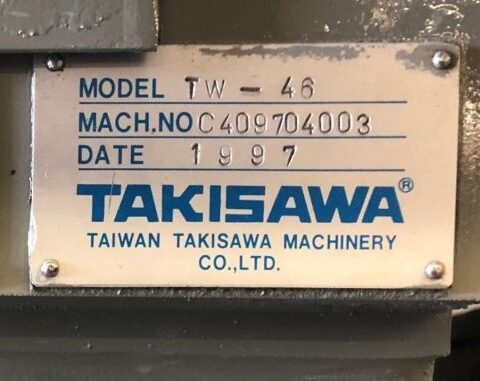 MODEL TW - 46
MACH.NO C409704003
DATE 1997
TAKISAWA®
TAIWAN TAKISAWA MACHINERY
CO.,LTD.